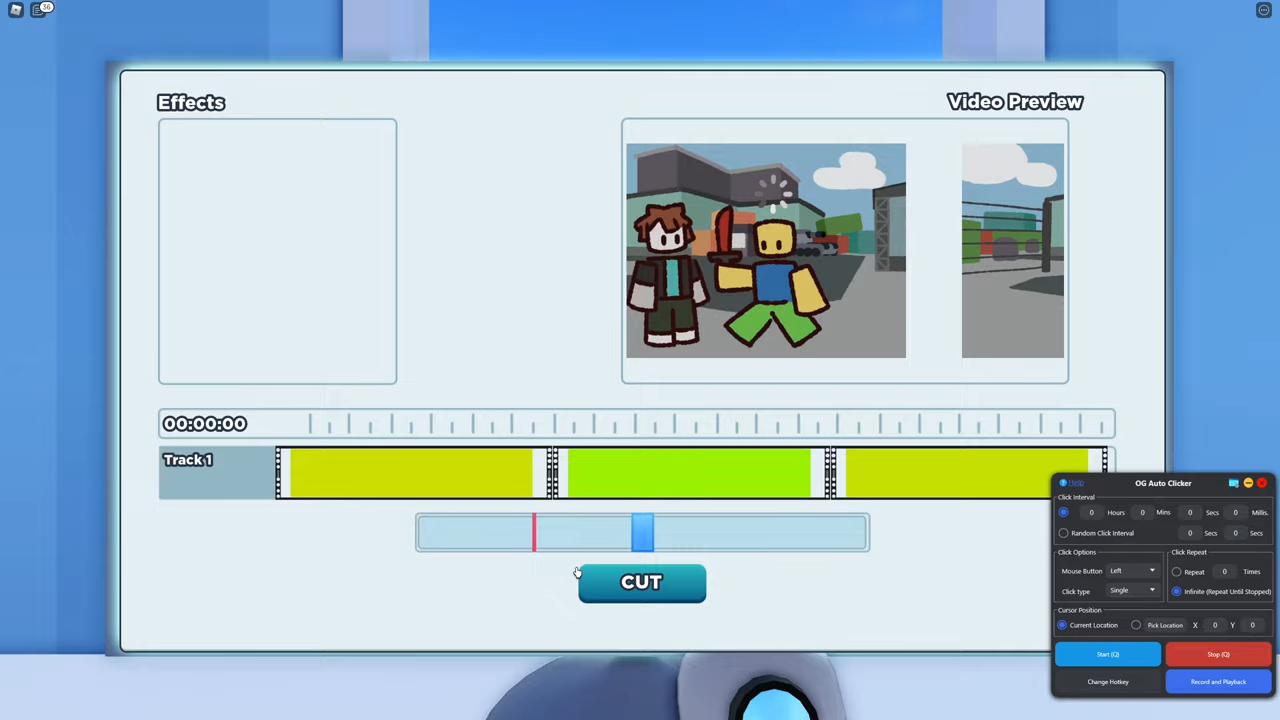 36
Effects
Video Preview
00:00:00
Track 1
CUT
Help
OG Auto Clicker
Click Interval
0 Hours 0 Mins 0 Secs 0 Millis.
Random Click Interval 0 Secs 0 Secs
Click Options
Click Repeat
Mouse Button Left
Repeat 0 Times
Click type Single
Infinite (Repeat Until Stopped)
Cursor Position
Current Location Pick Location X 0 Y 0
Start (Q) Stop (Q)
Change Hotkey Record and Playback